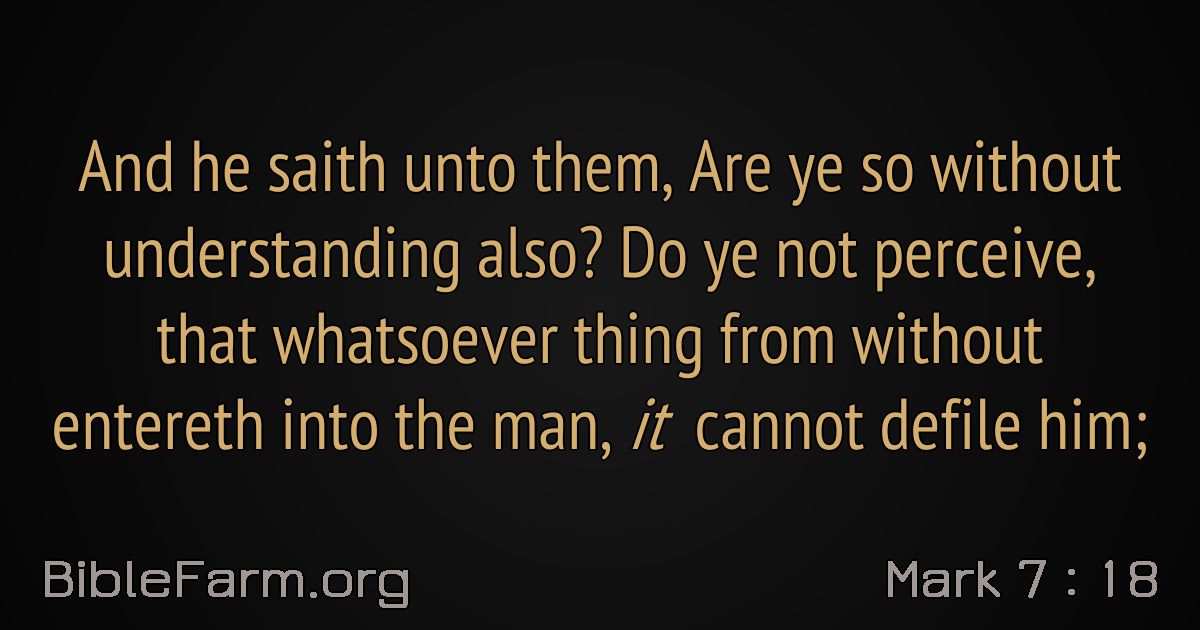 And he saith unto them, Are ye so without
understanding also? Do ye not perceive,
that whatsoever thing from without
entereth into the man, it cannot defile him;
BibleFarm.org
Mark 7 : 18